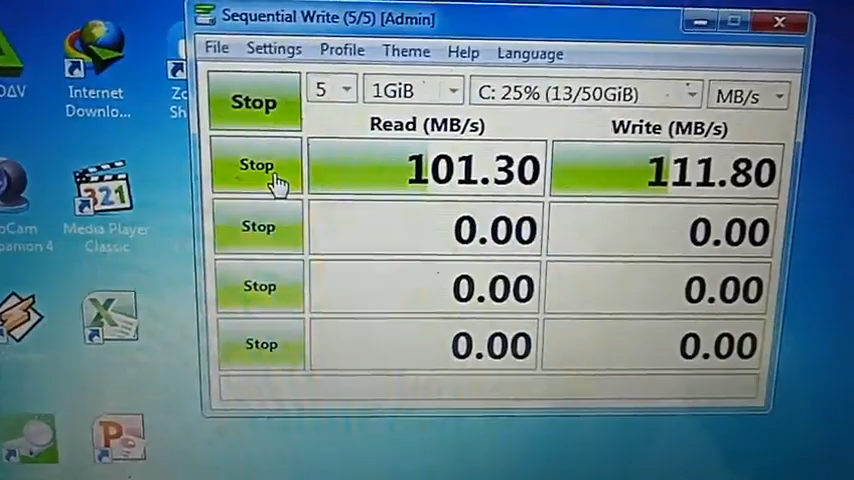 Sequential Write (5/5) [Admin]
File Settings Profile Theme Help Language
Stop 5 1GiB C: 25% (13/50GiB) MB/s
Read (MB/s) Write (MB/s)
Stop 101.30 111.80
Stop 0.00 0.00
Stop 0.00 0.00
Stop 0.00 0.00
Internet
Downlo...
Media Player
Classic
321